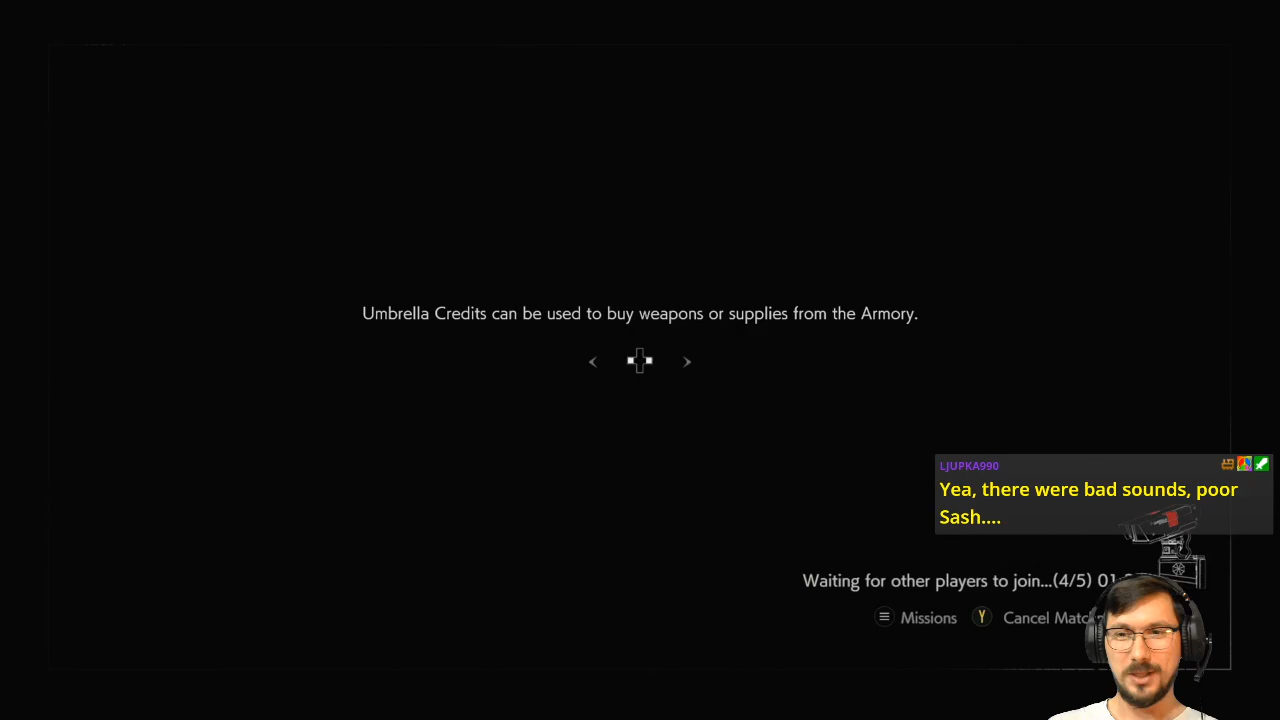 Umbrella Credits can be used to buy weapons or supplies from the Armory.
LJUPKA990
Yea, there were bad sounds, poor
Sash....
Waiting for other players to join...(4/5)
Missions
Y
Cancel